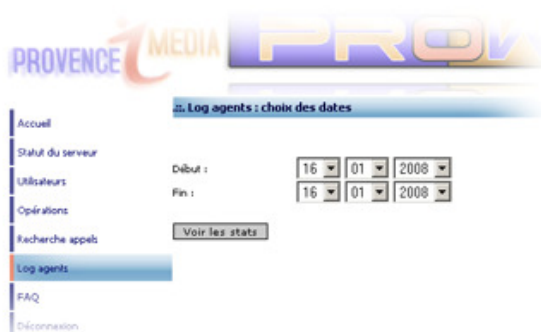 PROVENCE i MEDIA
PRO
.::. Log agents : choix des dates
Accueil
Statut du serveur
Utilisateurs
Opérations
Recherche appels
Log agents
FAQ
Déconnexion
Début : 16 01 2008
Fin : 16 01 2008
Voir les stats